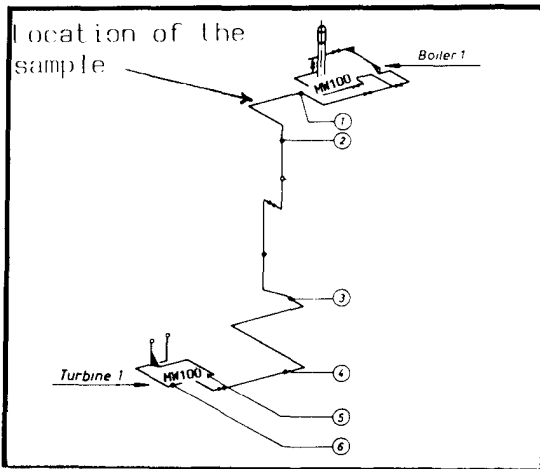 Location of the
sample
Boiler 1
MW100
1
2
3
4
Turbine 1
MW100
5
6